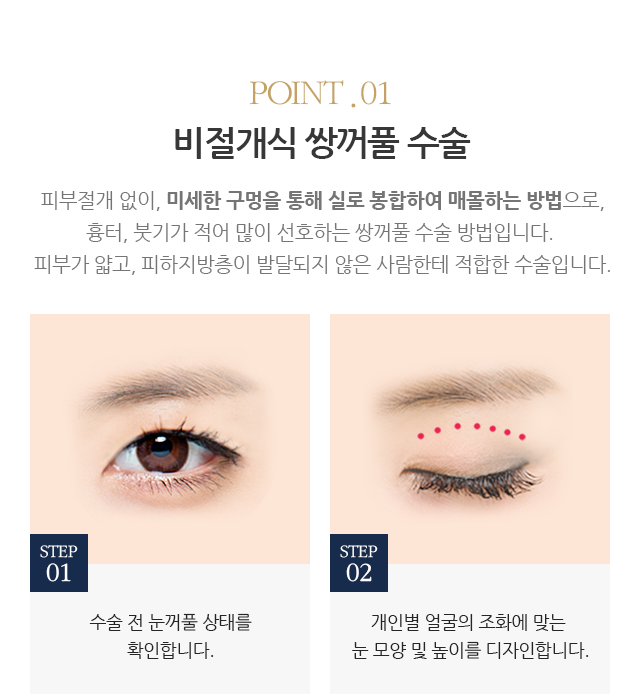 POINT .01
비절개식 쌍꺼풀 수술
피부절개 없이, 미세한 구멍을 통해 실로 봉합하여 매몰하는 방법으로,
흉터, 붓기가 적어 많이 선호하는 쌍꺼풀 수술 방법입니다.
피부가 얇고, 피하지방층이 발달되지 않은 사람한테 적합한 수술입니다.
STEP
01
수술 전 눈꺼풀 상태를
확인합니다.
STEP
02
개인별 얼굴의 조화에 맞는
눈 모양 및 높이를 디자인합니다.